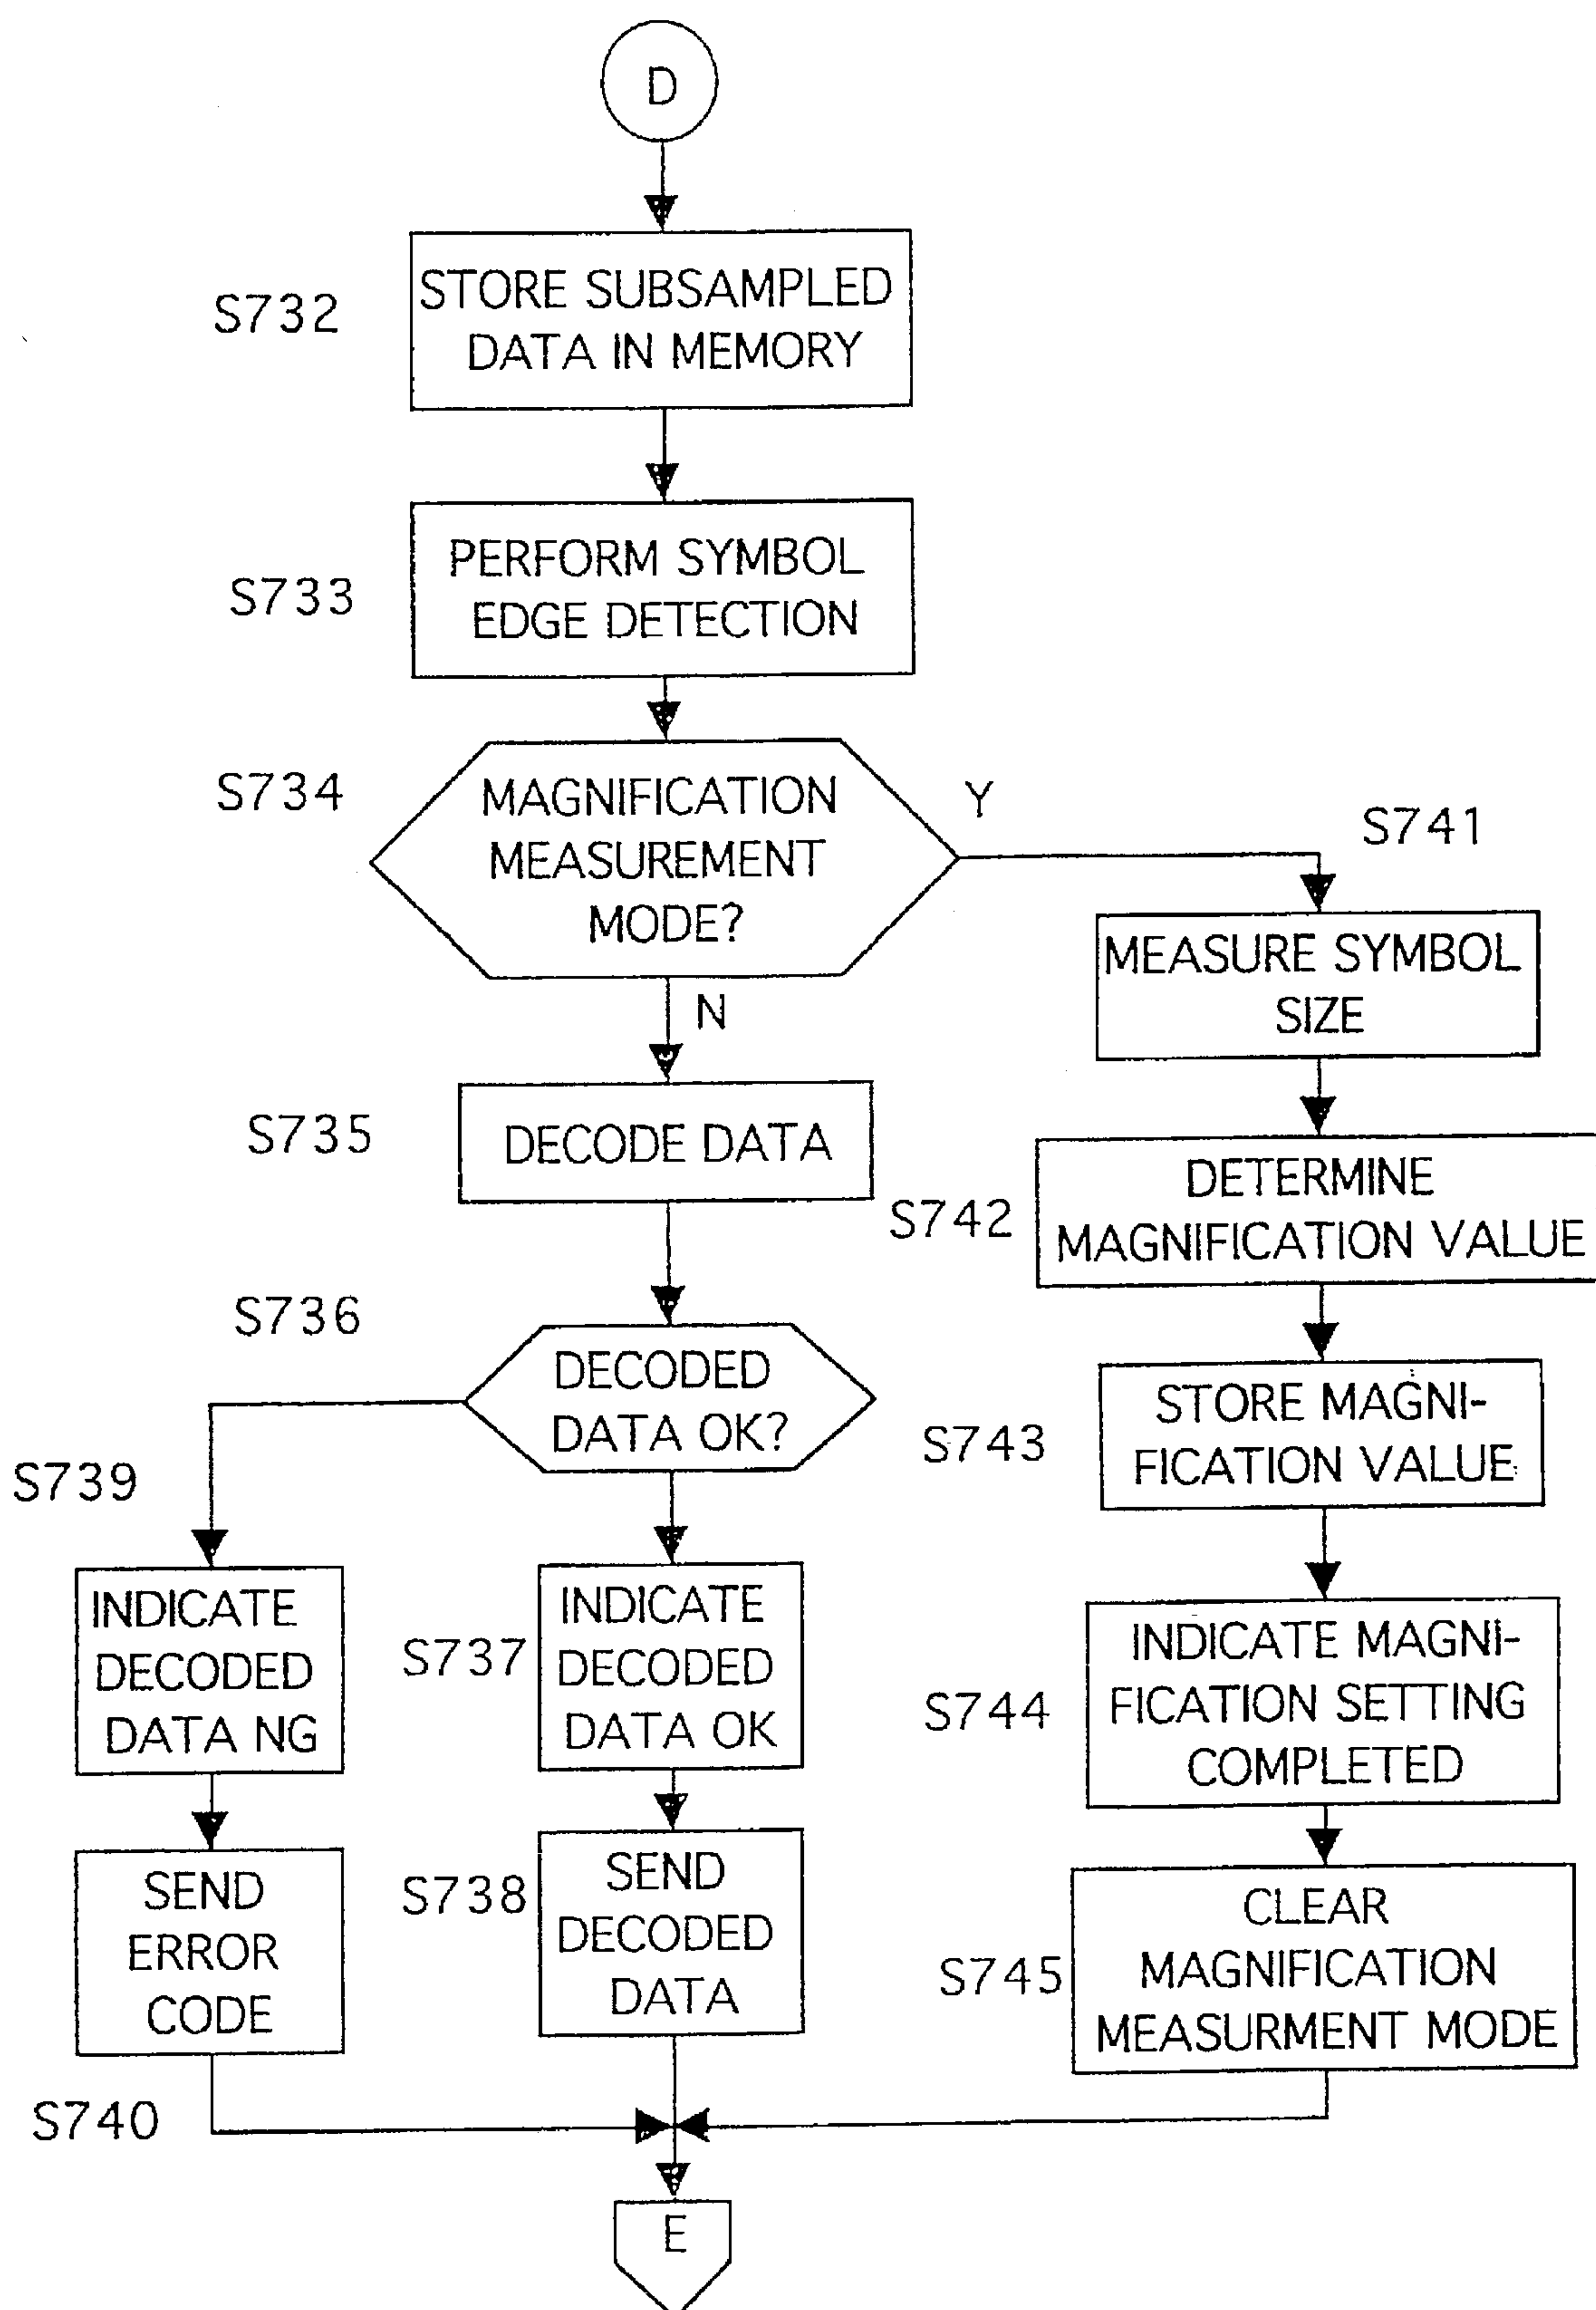 D
S732
STORE SUBSAMPLED
DATA IN MEMORY
S733
PERFORM SYMBOL
EDGE DETECTION
S734
MAGNIFICATION
MEASUREMENT
MODE?
Y
N
S741
MEASURE SYMBOL
SIZE
S735
DECODE DATA
S742
DETERMINE
MAGNIFICATION VALUE
S736
DECODED
DATA OK?
S743
STORE MAGNI-
FICATION VALUE
S739
INDICATE
DECODED
DATA NG
S737
INDICATE
DECODED
DATA OK
S744
INDICATE MAGNI-
FICATION SETTING
COMPLETED
SEND
ERROR
CODE
S740
S738
SEND
DECODED
DATA
S745
CLEAR
MAGNIFICATION
MEASURMENT MODE
E